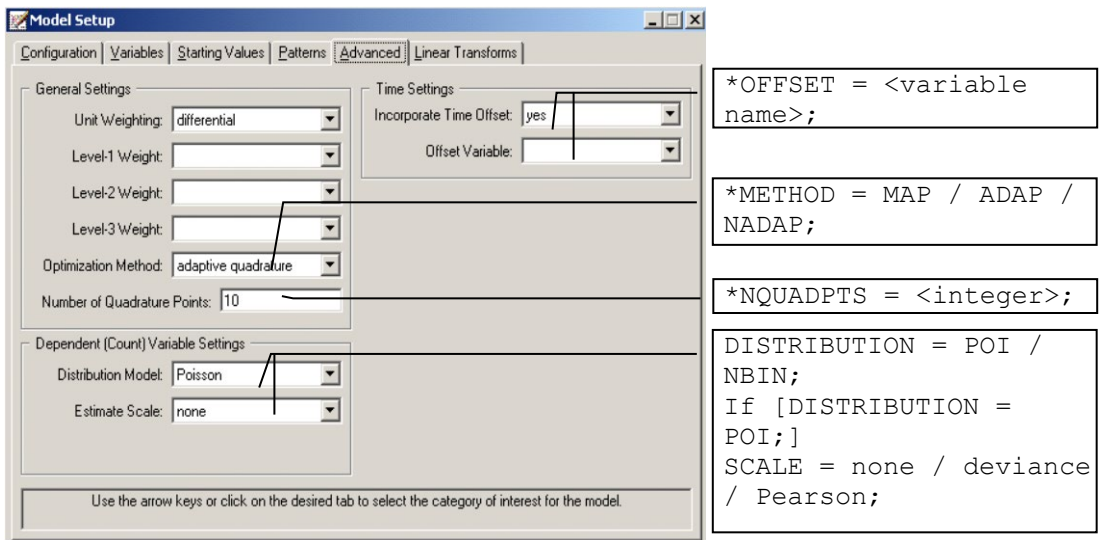 Model Setup
Configuration Variables Starting Values Patterns Advanced Linear Transforms
General Settings
Unit Weighting: differential
Level-1 Weight:
Level-2 Weight:
Level-3 Weight:
Optimization Method: adaptive quadrature
Number of Quadrature Points: 10
Dependent (Count) Variable Settings
Distribution Model: Poisson
Estimate Scale: none
Time Settings
Incorporate Time Offset: yes
Offset Variable:
Use the arrow keys or click on the desired tab to select the category of interest for the model.
*OFFSET = <variable
name>;
*METHOD = MAP / ADAP /
NADAP;
*NQUADPTS = <integer>;
DISTRIBUTION = POI /
NBIN;
If [DISTRIBUTION =
POI;]
SCALE = none / deviance
/ Pearson;